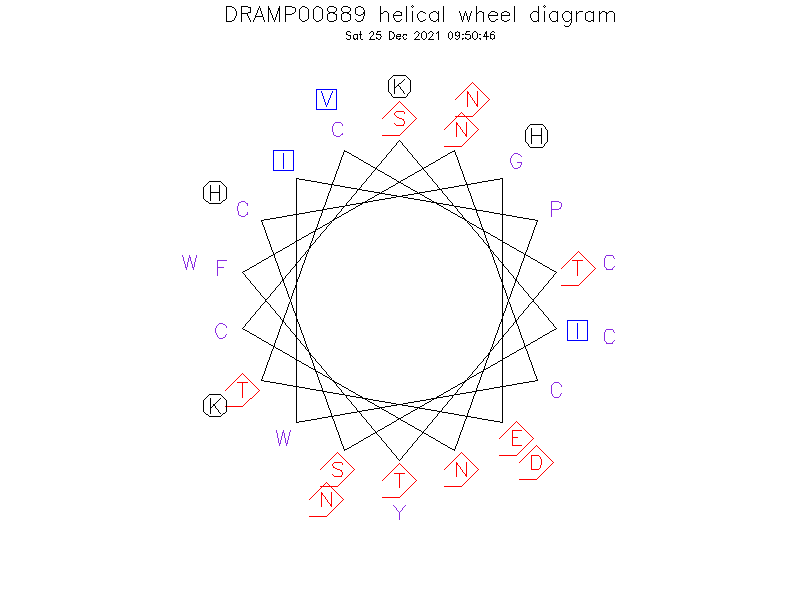 DRAMP00889 helical wheel diagram
Sat 25 Dec 2021 09:50:46
K
V N
S
C N
H
I G
H C P
W F T C
C I C
T C
K
W E
D
S T N
N
Y